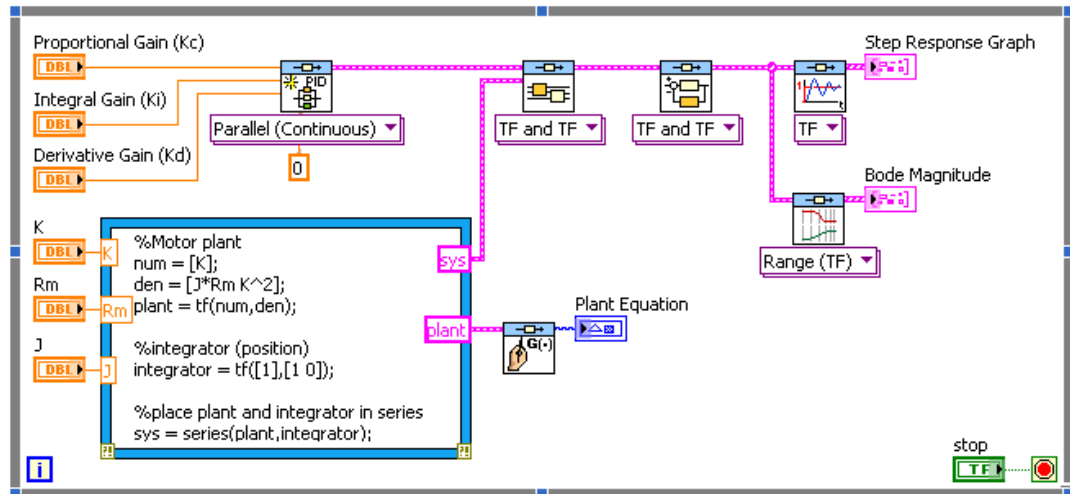 Proportional Gain (Kc)
DBL
Integral Gain (Ki)
DBL
Derivative Gain (Kd)
DBL
PID
Parallel (Continuous)
0
TF and TF
TF and TF
1
t
TF
Step Response Graph
Bode Magnitude
Range (TF)
K
DBL
K
Rm
DBL
Rm
J
DBL
J
%Motor plant
num = [K];
den = [J*Rm K^2];
plant = tf(num,den);
%integrator (position)
integrator = tf([1],[1 0]);
%place plant and integrator in series
sys = series(plant,integrator);
sys
plant
G(·)
Plant Equation
i
stop
TF